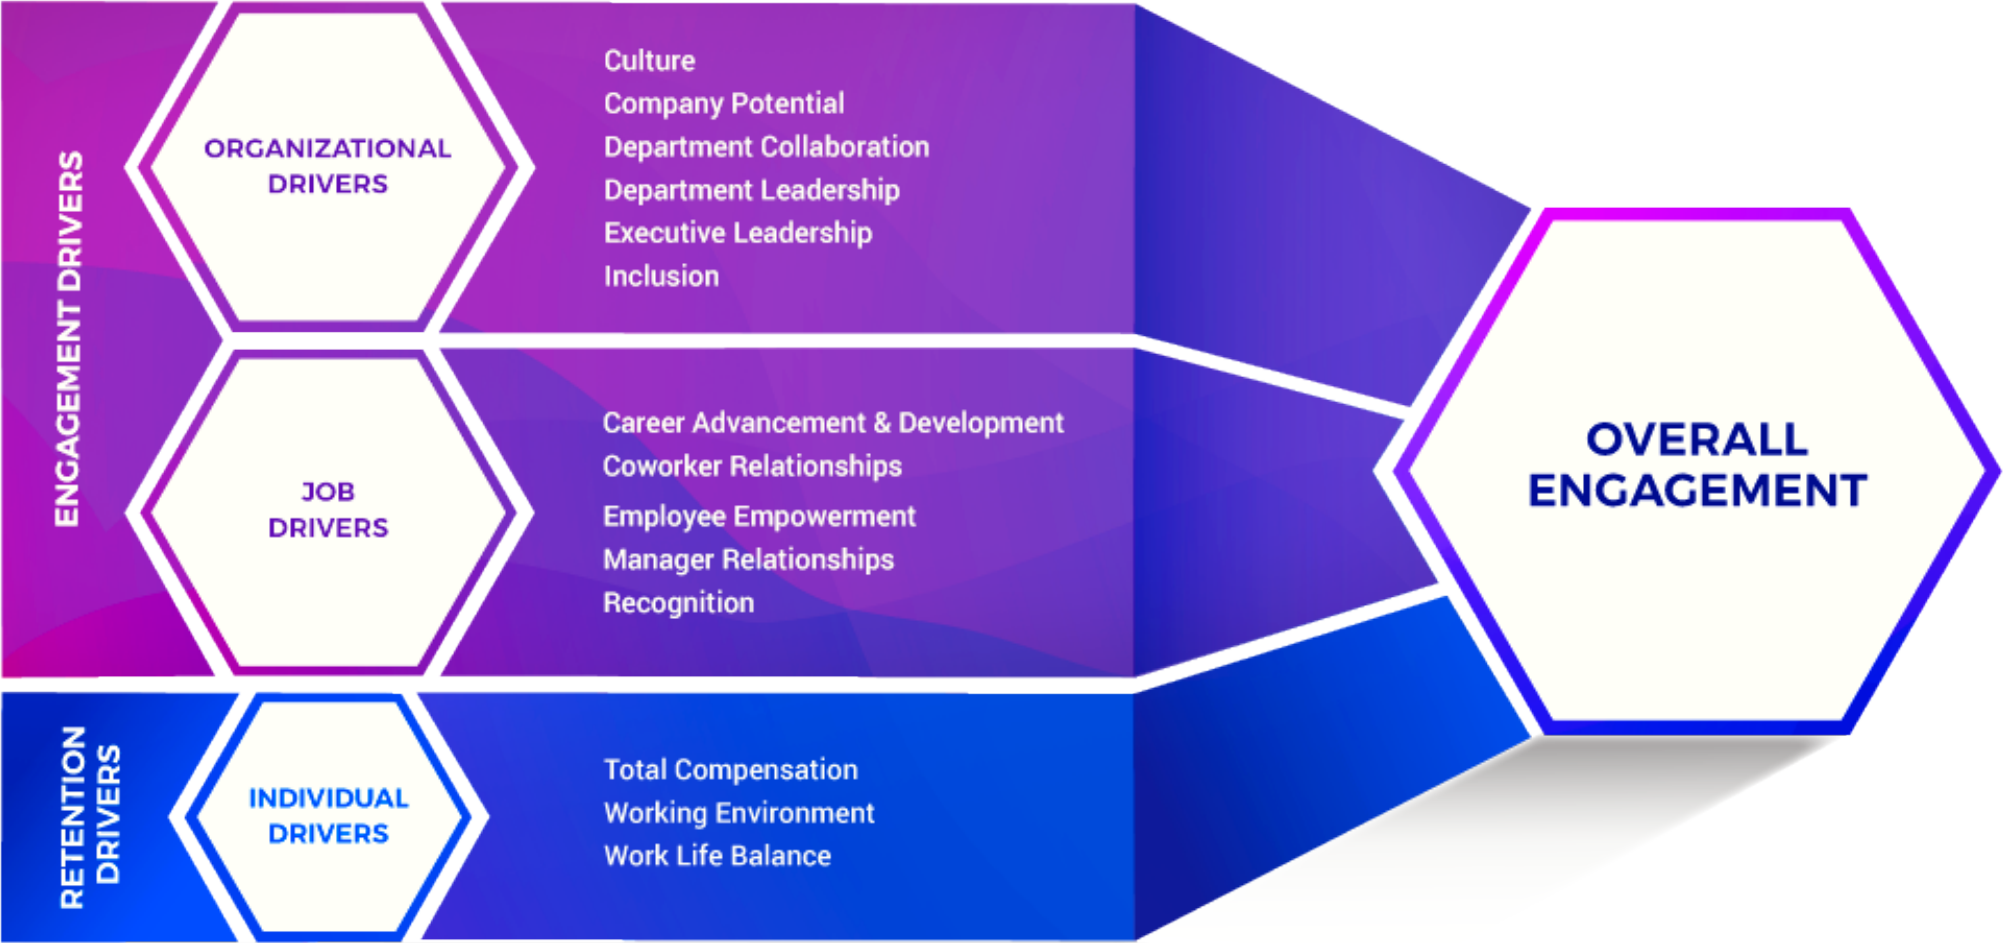 ENGAGEMENT DRIVERS
ORGANIZATIONAL
DRIVERS
Culture
Company Potential
Department Collaboration
Department Leadership
Executive Leadership
Inclusion
JOB
DRIVERS
Career Advancement & Development
Coworker Relationships
Employee Empowerment
Manager Relationships
Recognition
RETENTION
DRIVERS
INDIVIDUAL
DRIVERS
Total Compensation
Working Environment
Work Life Balance
OVERALL
ENGAGEMENT